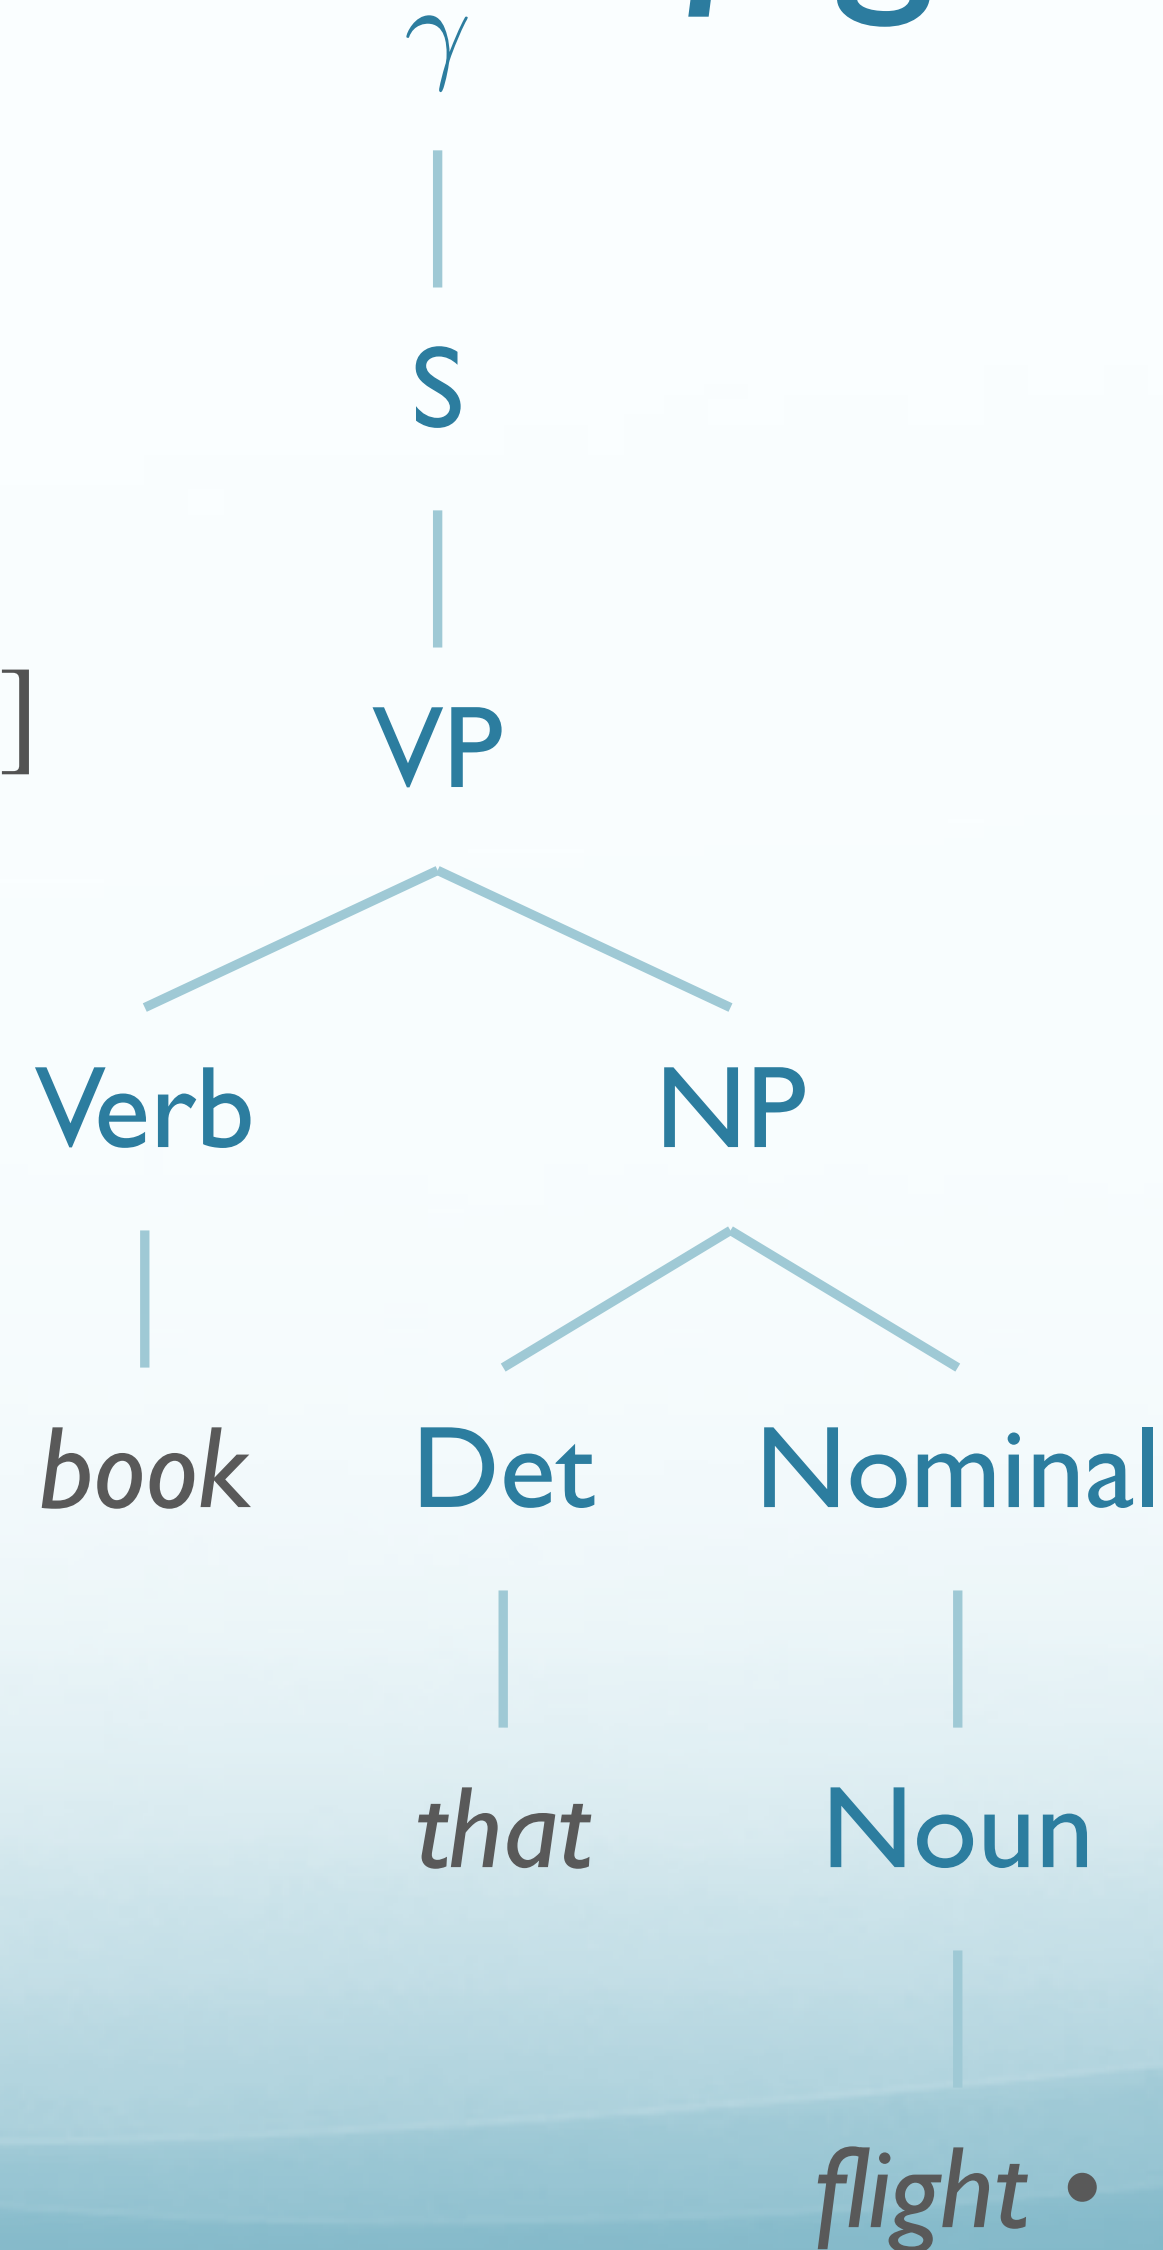 γ
S
]
VP
Verb NP
book Det Nominal
that Noun
flight •